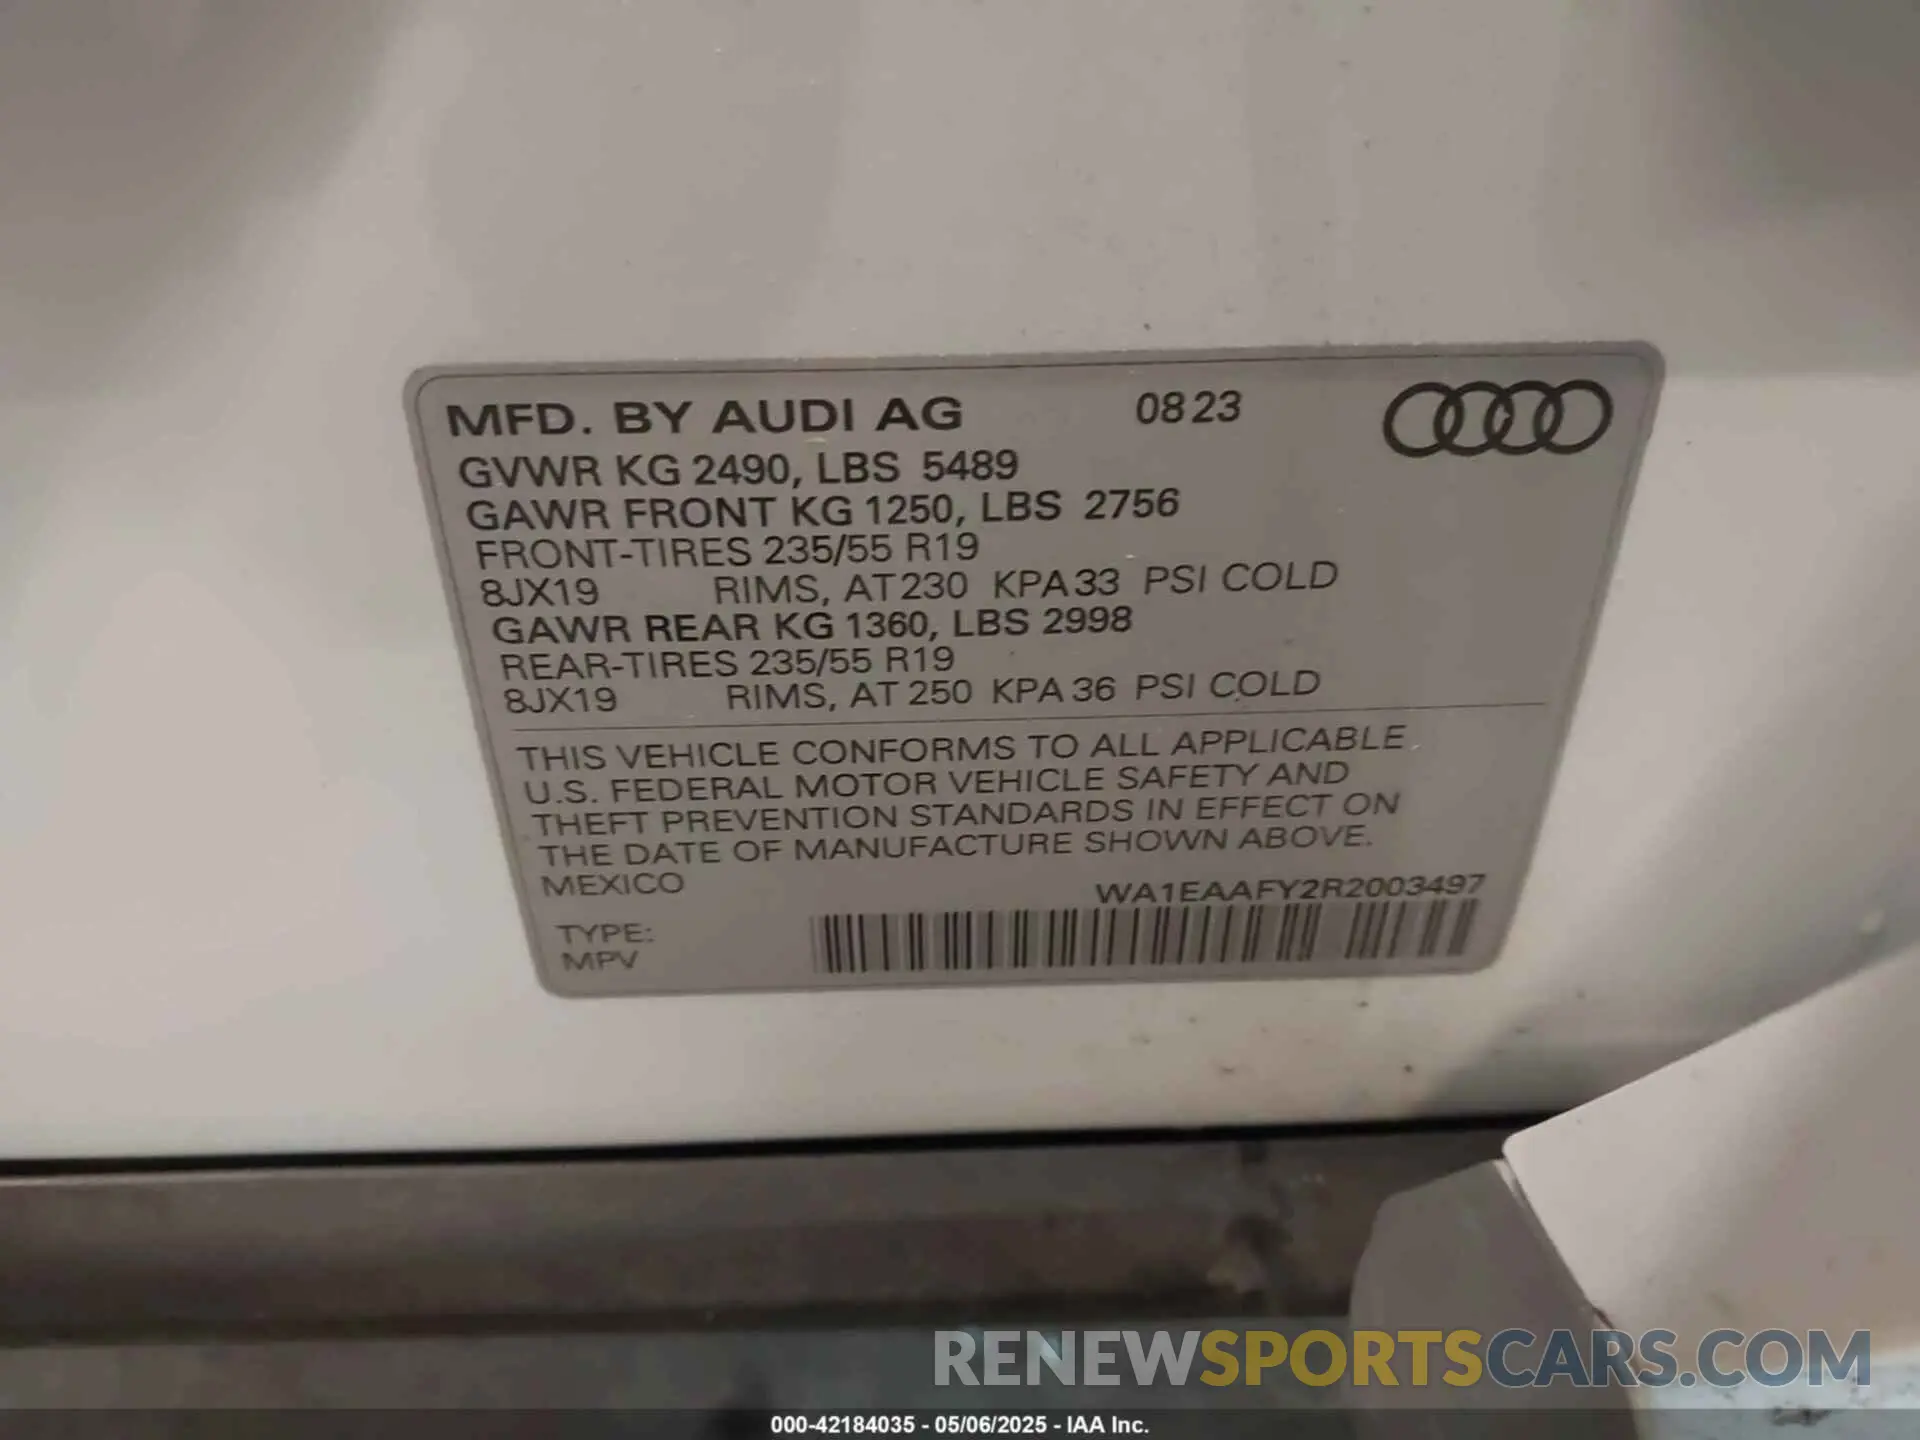 MFD. BY AUDI AG 08 23
GVWR KG 2490, LBS 5489
GAWR FRONT KG 1250, LBS 2756
FRONT-TIRES 235/55 R19
8JX19 RIMS, AT 230 KPA 33 PSI COLD
GAWR REAR KG 1360, LBS 2998
REAR-TIRES 235/55 R19
8JX19 RIMS, AT 250 KPA 36 PSI COLD
THIS VEHICLE CONFORMS TO ALL APPLICABLE
U.S. FEDERAL MOTOR VEHICLE SAFETY AND
THEFT PREVENTION STANDARDS IN EFFECT ON
THE DATE OF MANUFACTURE SHOWN ABOVE.
MEXICO
WA1EAAFY2R2003497
TYPE:
MPV
RENEWSPORTSCARS.COM
000-42184035 - 05/06/2025 - IAA Inc.